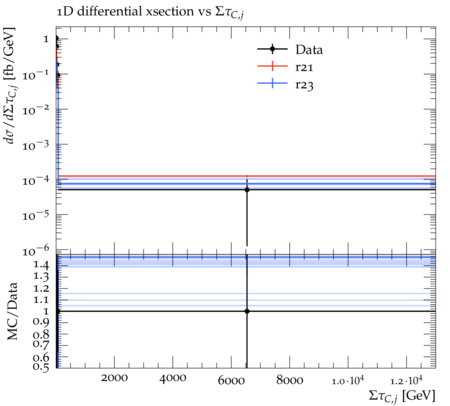 1D differential xsection vs Στ_{C,j}
dσ/dΣτ_{C,j} [fb/GeV]
1
10^{−1}
10^{−2}
10^{−3}
10^{−4}
10^{−5}
10^{−6}
Data
r21
r23
MC/Data
1.4
1.3
1.2
1.1
1
0.9
0.8
0.7
0.6
0.5
2000 4000 6000 8000 1.0·10^4 1.2·10^4
Στ_{C,j} [GeV]